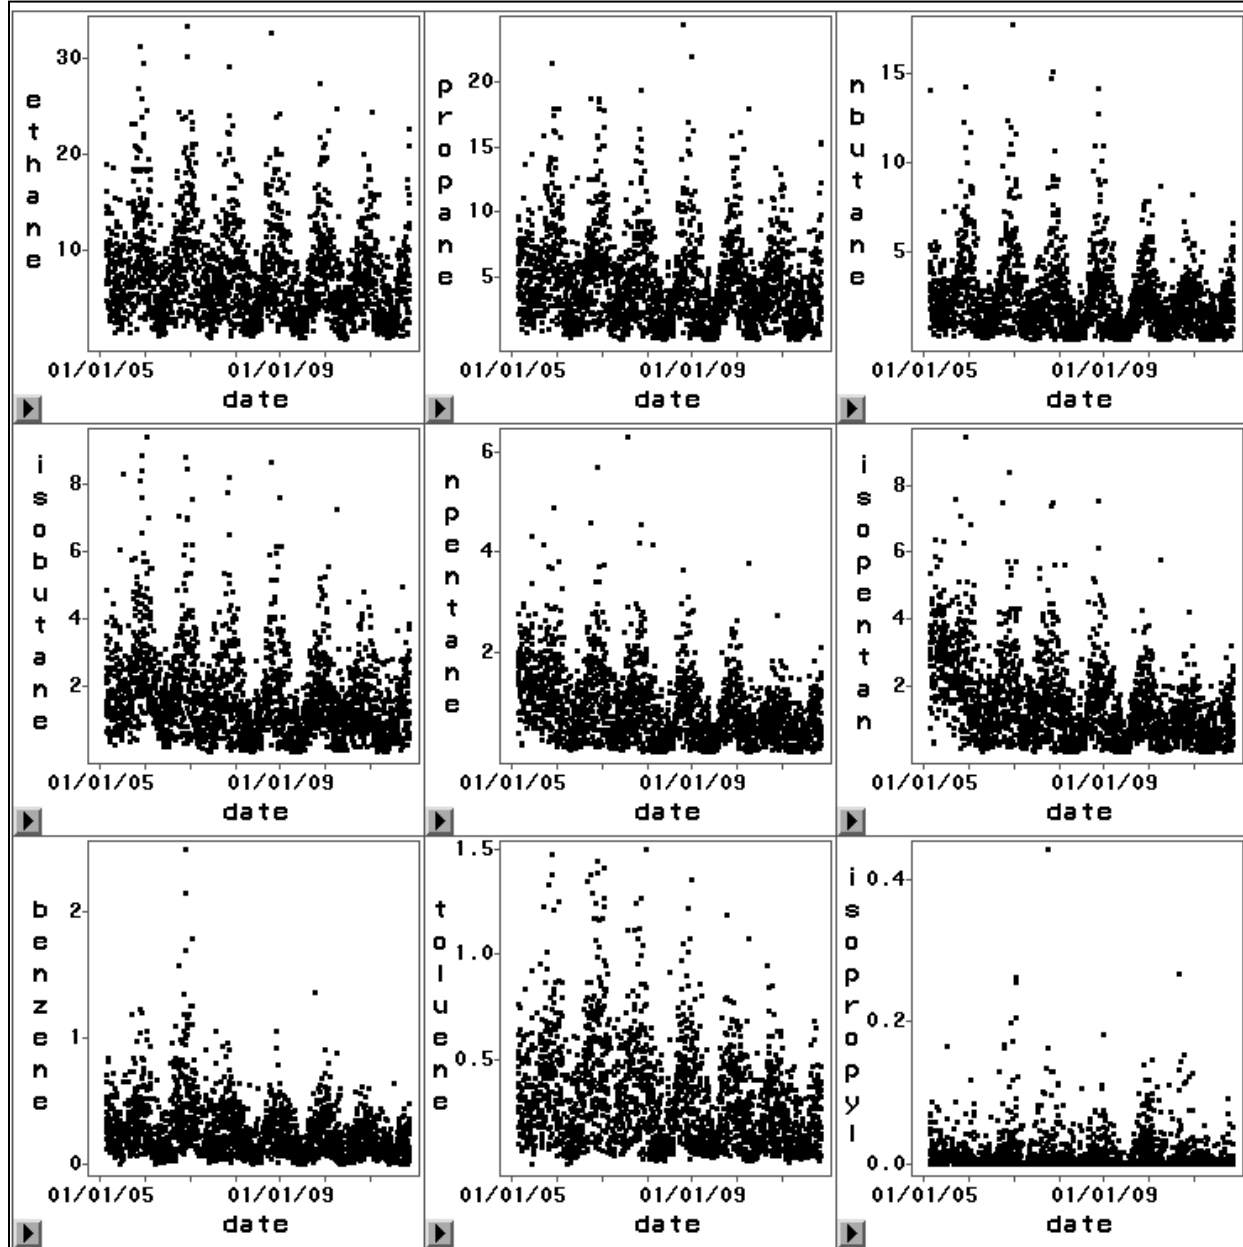 ethane
30
20
10
01/01/05 01/01/09
date
propane
20
15
10
5
01/01/05 01/01/09
date
nbutane
15
10
5
01/01/05 01/01/09
date
isobutane
8
6
4
2
01/01/05 01/01/09
date
npentane
6
4
2
01/01/05 01/01/09
date
isopentan
8
6
4
2
01/01/05 01/01/09
date
benzene
2
1
0
01/01/05 01/01/09
date
toluene
1.5
1.0
0.5
01/01/05 01/01/09
date
isopropyl
0.4
0.2
0.0
01/01/05 01/01/09
date